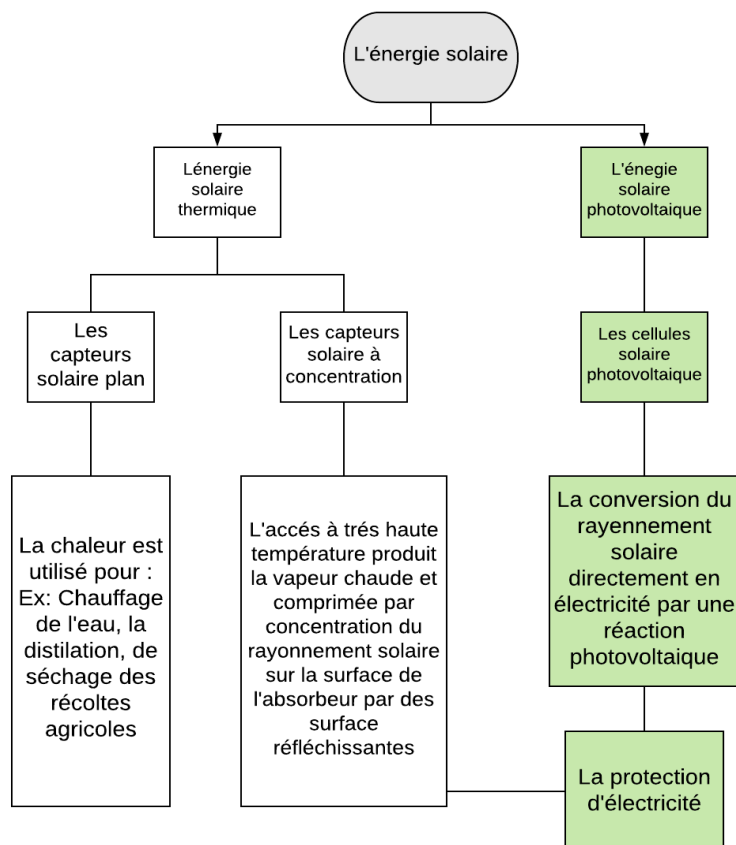 L'énergie solaire
Lénergie
solaire
thermique
L'énegie
solaire
photovoltaique
Les
capteurs
solaire plan
Les capteurs
solaire à
concentration
Les cellules
solaire
photovoltaique
La chaleur est
utilisé pour :
Ex: Chauffage
de l'eau, la
distilation, de
séchage des
récoltes
agricoles
L'accés à trés haute
température produit
la vapeur chaude et
comprimée par
concentration du
rayonnement solaire
sur la surface de
l'absorbeur par des
surface
réfléchissantes
La conversion du
rayennement
solaire
directement en
électricité par une
réaction
photovoltaique
La protection
d'électricité